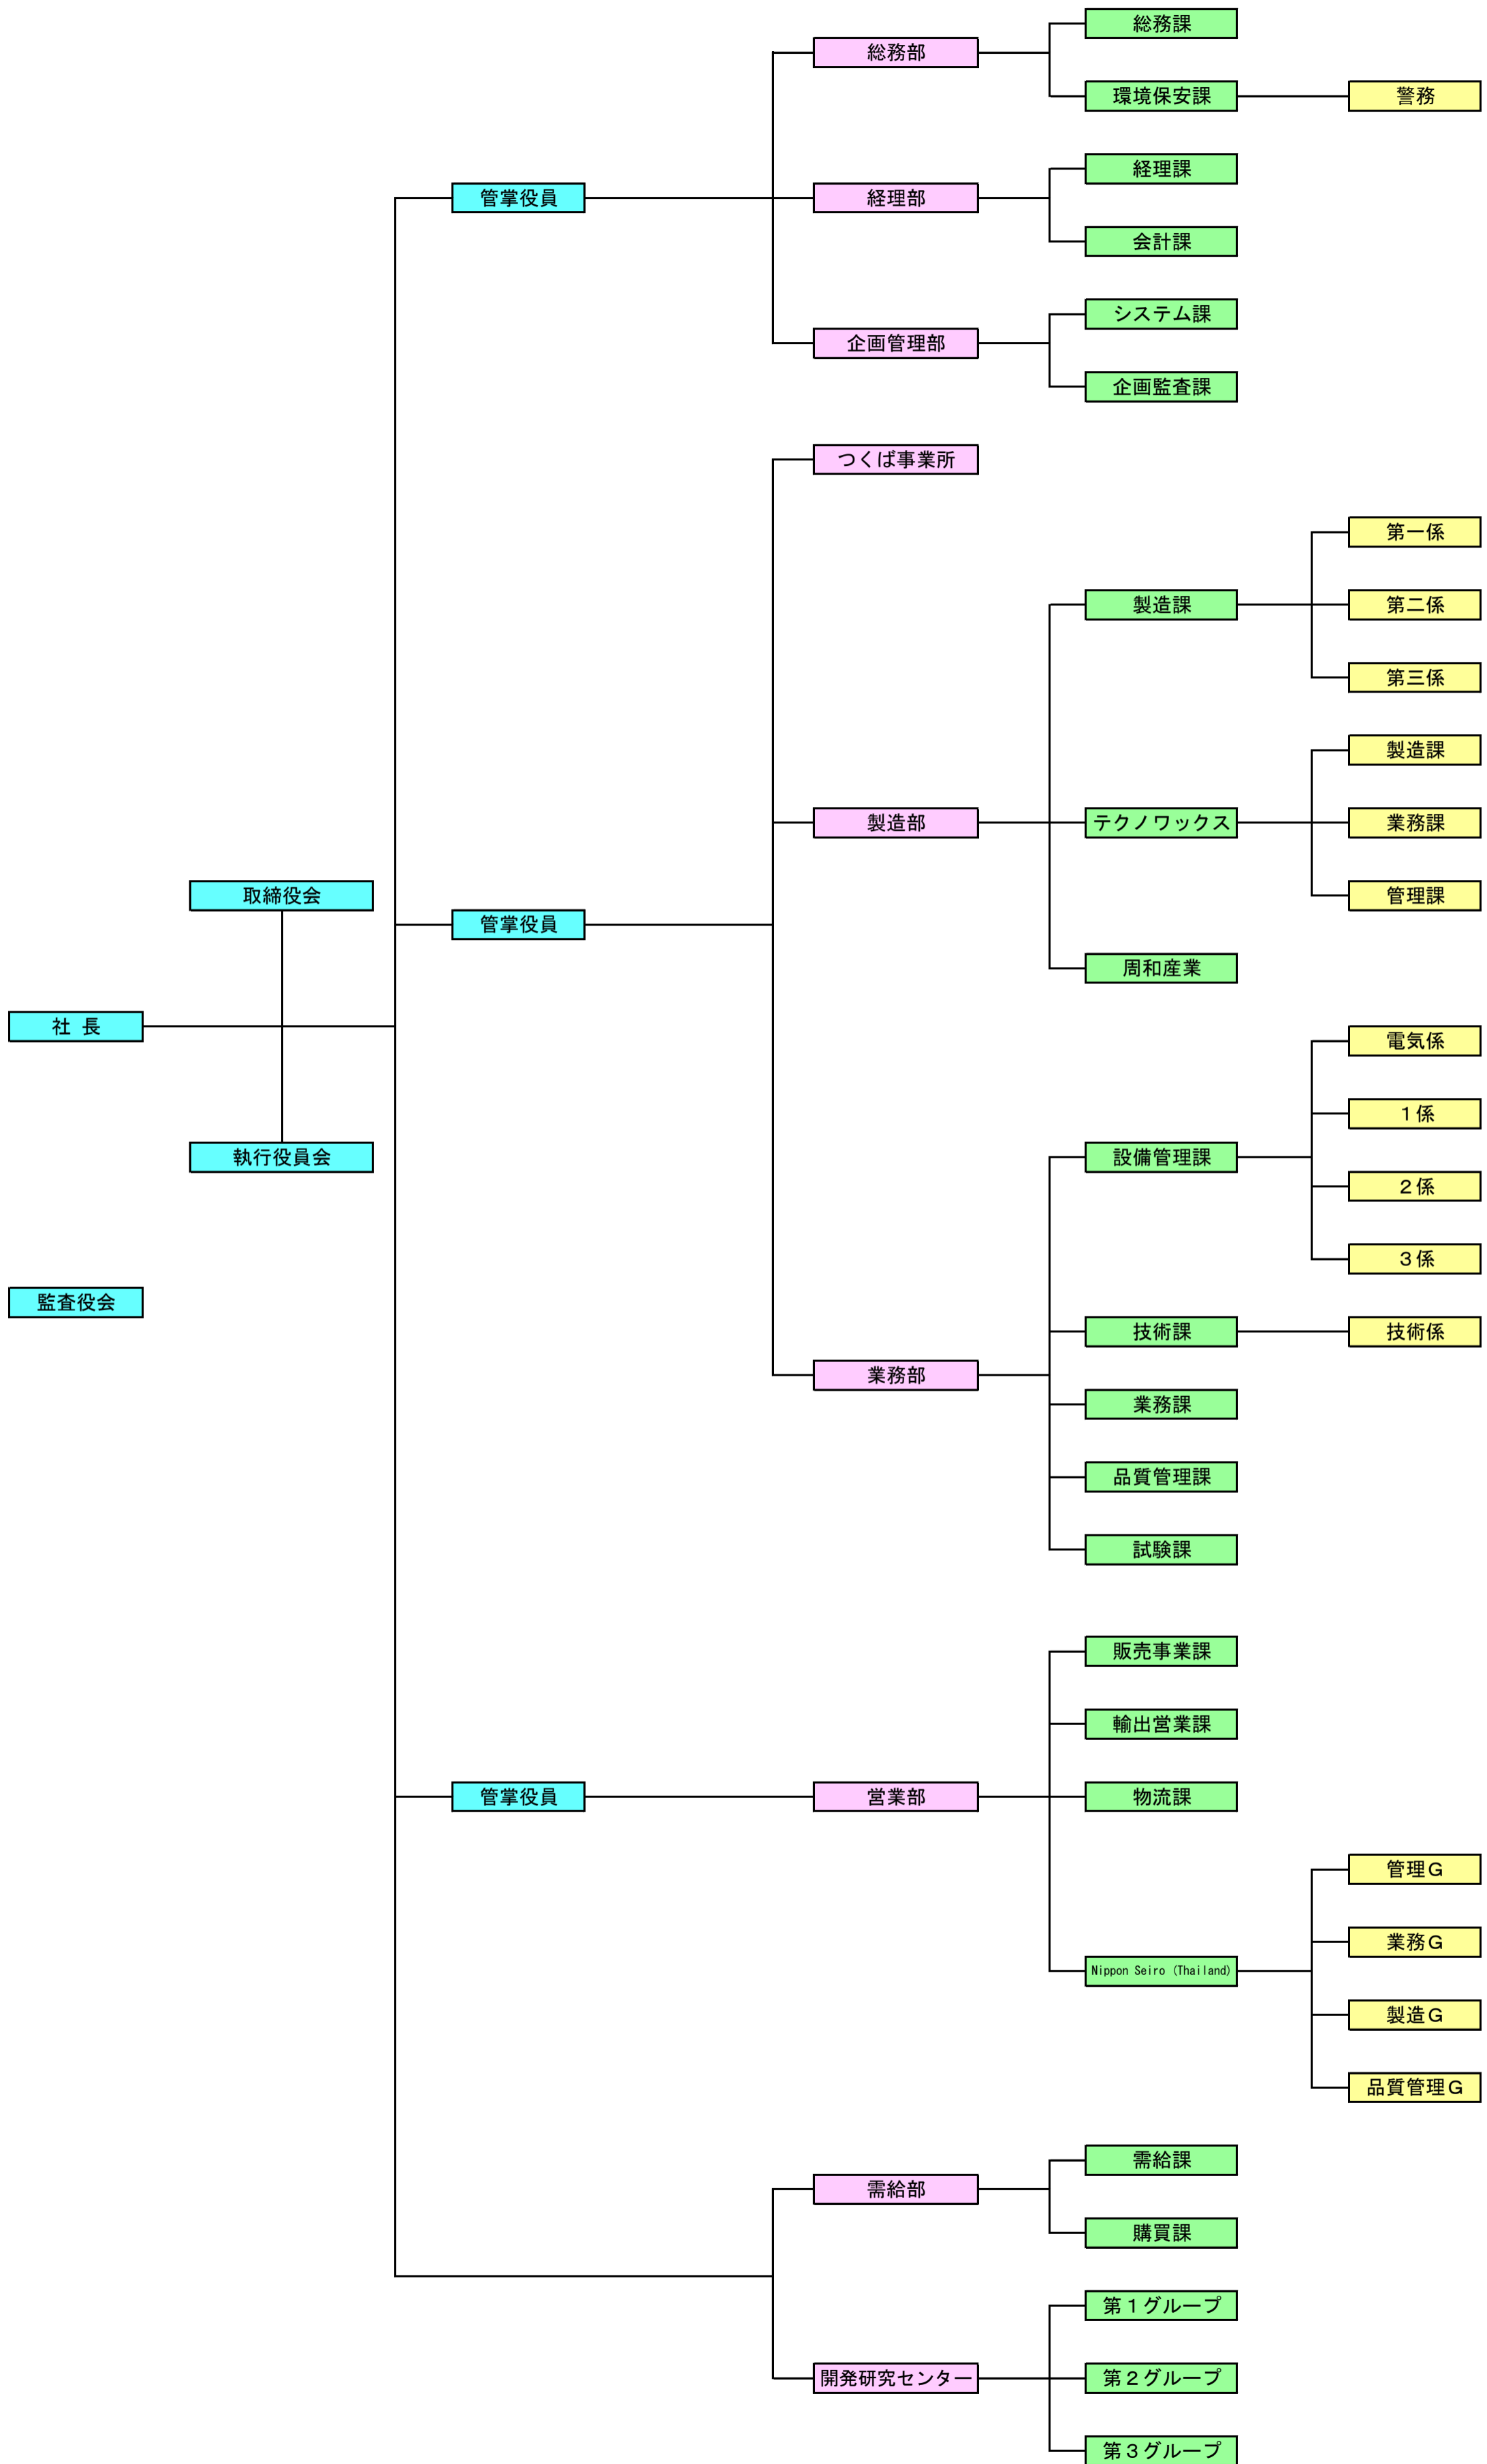 総務課
総務部
環境保安課
警務
経理課
管掌役員
経理部
会計課
システム課
企画管理部
企画監査課
つくば事業所
第一係
製造課
第二係
第三係
製造課
製造部
テクノワックス
業務課
取締役会
管理課
管掌役員
周和産業
社 長
電気係
1係
執行役員会
設備管理課
2係
3係
監査役会
技術課
技術係
業務部
業務課
品質管理課
試験課
販売事業課
輸出営業課
管掌役員
営業部
物流課
管理G
業務G
Nippon Seiro (Thailand)
製造G
品質管理G
需給課
需給部
購買課
第1グループ
開発研究センター
第2グループ
第3グループ